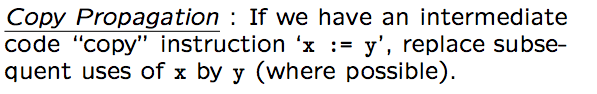 Copy Propagation : If we have an intermediate
code “copy” instruction ‘x := y’, replace subse-
quent uses of x by y (where possible).